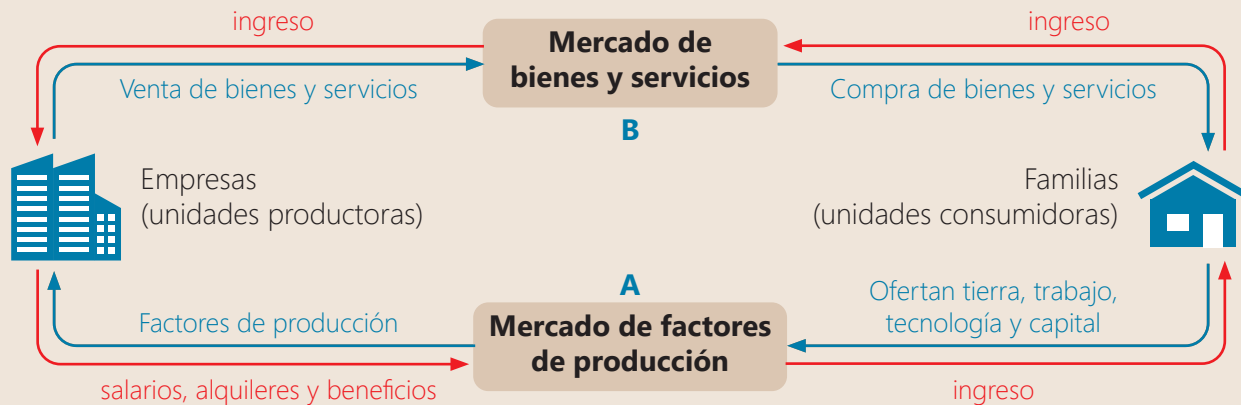 ingreso
Mercado de
bienes y servicios
ingreso
Venta de bienes y servicios
Compra de bienes y servicios
B
Empresas
(unidades productoras)
Familias
(unidades consumidoras)
A
Ofertan tierra, trabajo,
tecnología y capital
Factores de producción
Mercado de factores
de producción
salarios, alquileres y beneficios
ingreso